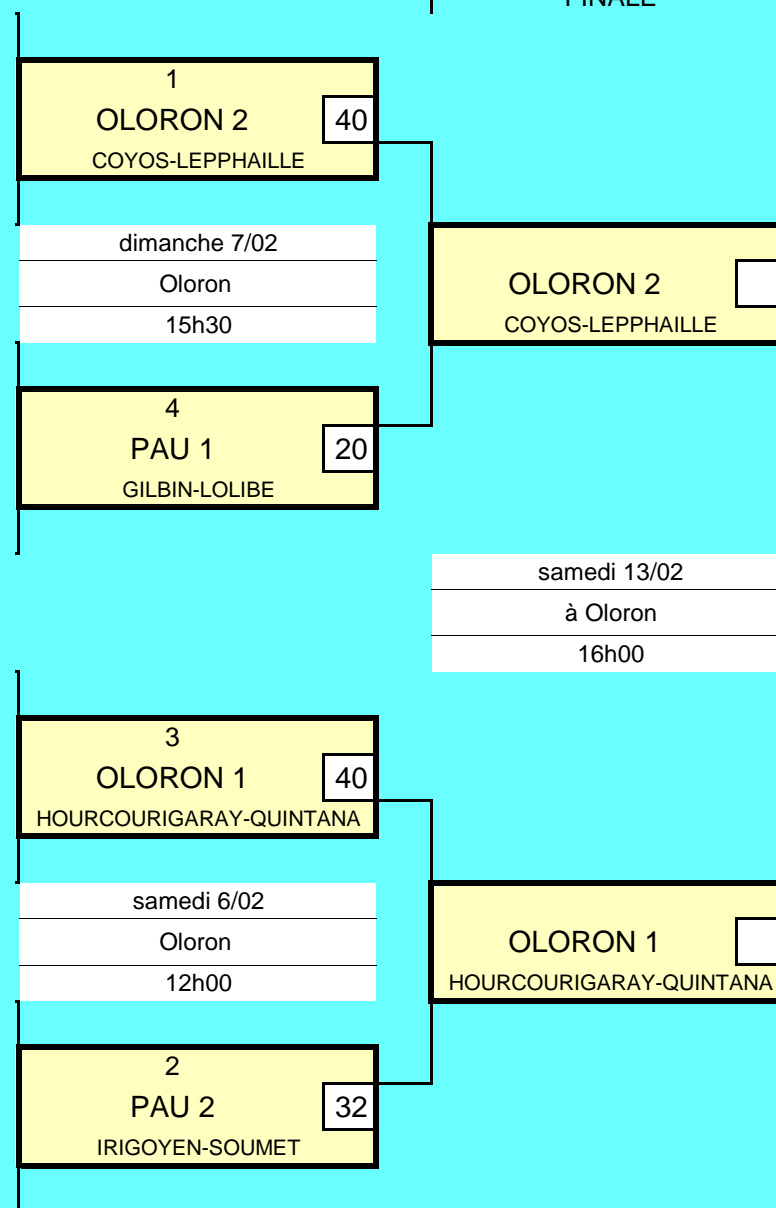 FINALE
1
OLORON 2
40
COYOS-LEPPHAILLE
dimanche 7/02
Oloron
15h30
OLORON 2
COYOS-LEPPHAILLE
4
PAU 1
20
GILBIN-LOLIBE
samedi 13/02
à Oloron
16h00
3
OLORON 1
40
HOURCOURIGARAY-QUINTANA
samedi 6/02
Oloron
12h00
OLORON 1
HOURCOURIGARAY-QUINTANA
2
PAU 2
32
IRIGOYEN-SOUMET